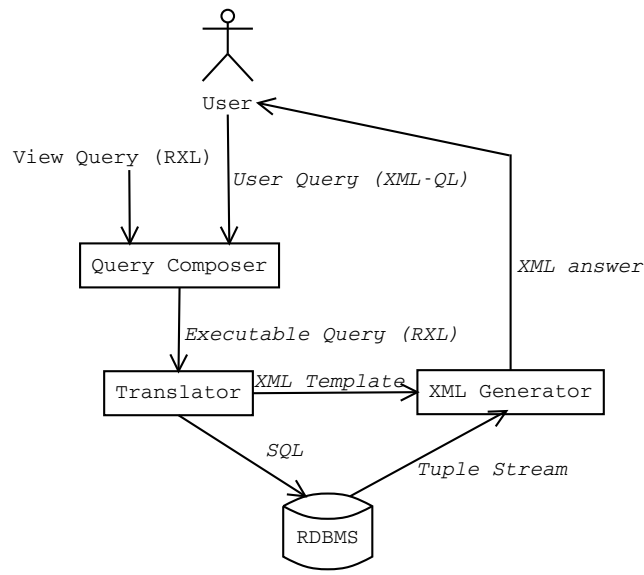 User
View Query (RXL)
User Query (XML-QL)
Query Composer
XML answer
Executable Query (RXL)
XML Template
Translator
XML Generator
SQL
Tuple Stream
RDBMS